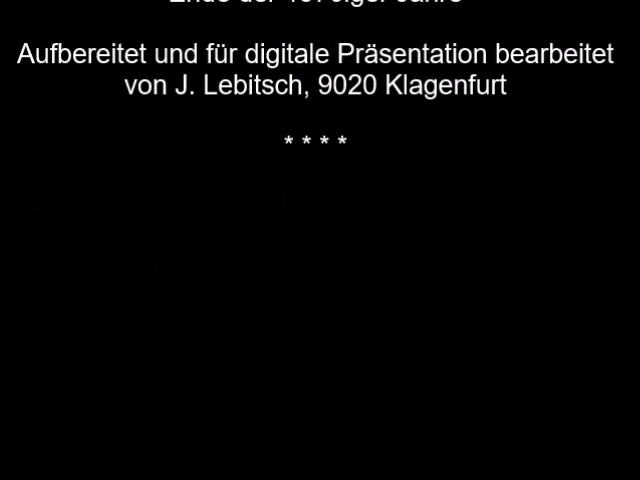 Aufbereitet und für digitale Präsentation bearbeitet
von J. Lebitsch, 9020 Klagenfurt
* * * *